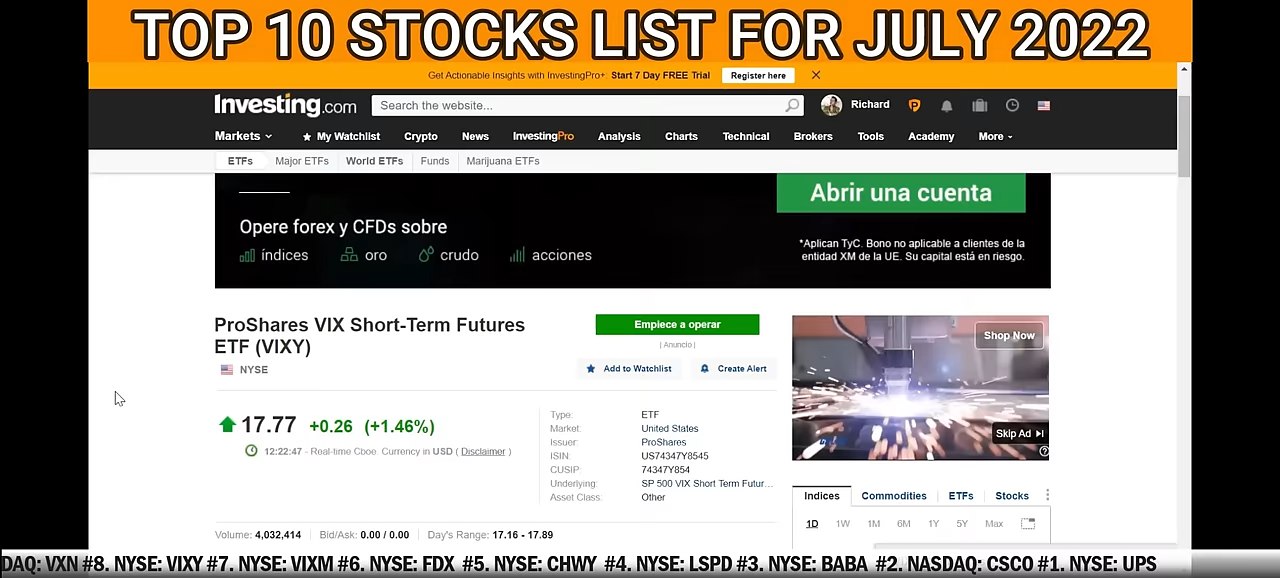 TOP 10 STOCKS LIST FOR JULY 2022
Get Actionable Insights with InvestingPro+ Start 7 Day FREE Trial Register here
Investing.com Search the website... Richard
Markets My Watchlist Crypto News InvestingPro Analysis Charts Technical Brokers Tools Academy More
ETFs Major ETFs World ETFs Funds Marijuana ETFs
Abrir una cuenta
Opere forex y CFDs sobre
índices oro crudo acciones
*Aplican TyC. Bono no aplicable a clientes de la
entidad XM de la UE. Su capital está en riesgo.
ProShares VIX Short-Term Futures
ETF (VIXY)
NYSE
Empiece a operar
| Anuncio |
Add to Watchlist Create Alert
Shop Now
Skip Ad
17.77 +0.26 (+1.46%)
12:22:47 - Real-time Cboe. Currency in USD ( Disclaimer )
Type: ETF
Market: United States
Issuer: ProShares
ISIN: US74347Y8545
CUSIP: 74347Y854
Underlying: SP 500 VIX Short Term Futur...
Asset Class: Other
Indices Commodities ETFs Stocks
1D 1W 1M 6M 1Y 5Y Max
Volume: 4,032,414 Bid/Ask: 0.00 / 0.00 Day's Range: 17.16 - 17.89
DAQ: VXN #8. NYSE: VIXY #7. NYSE: VIXM #6. NYSE: FDX #5. NYSE: CHWY #4. NYSE: LSPD #3. NYSE: BABA #2. NASDAQ: CSCO #1. NYSE: UPS